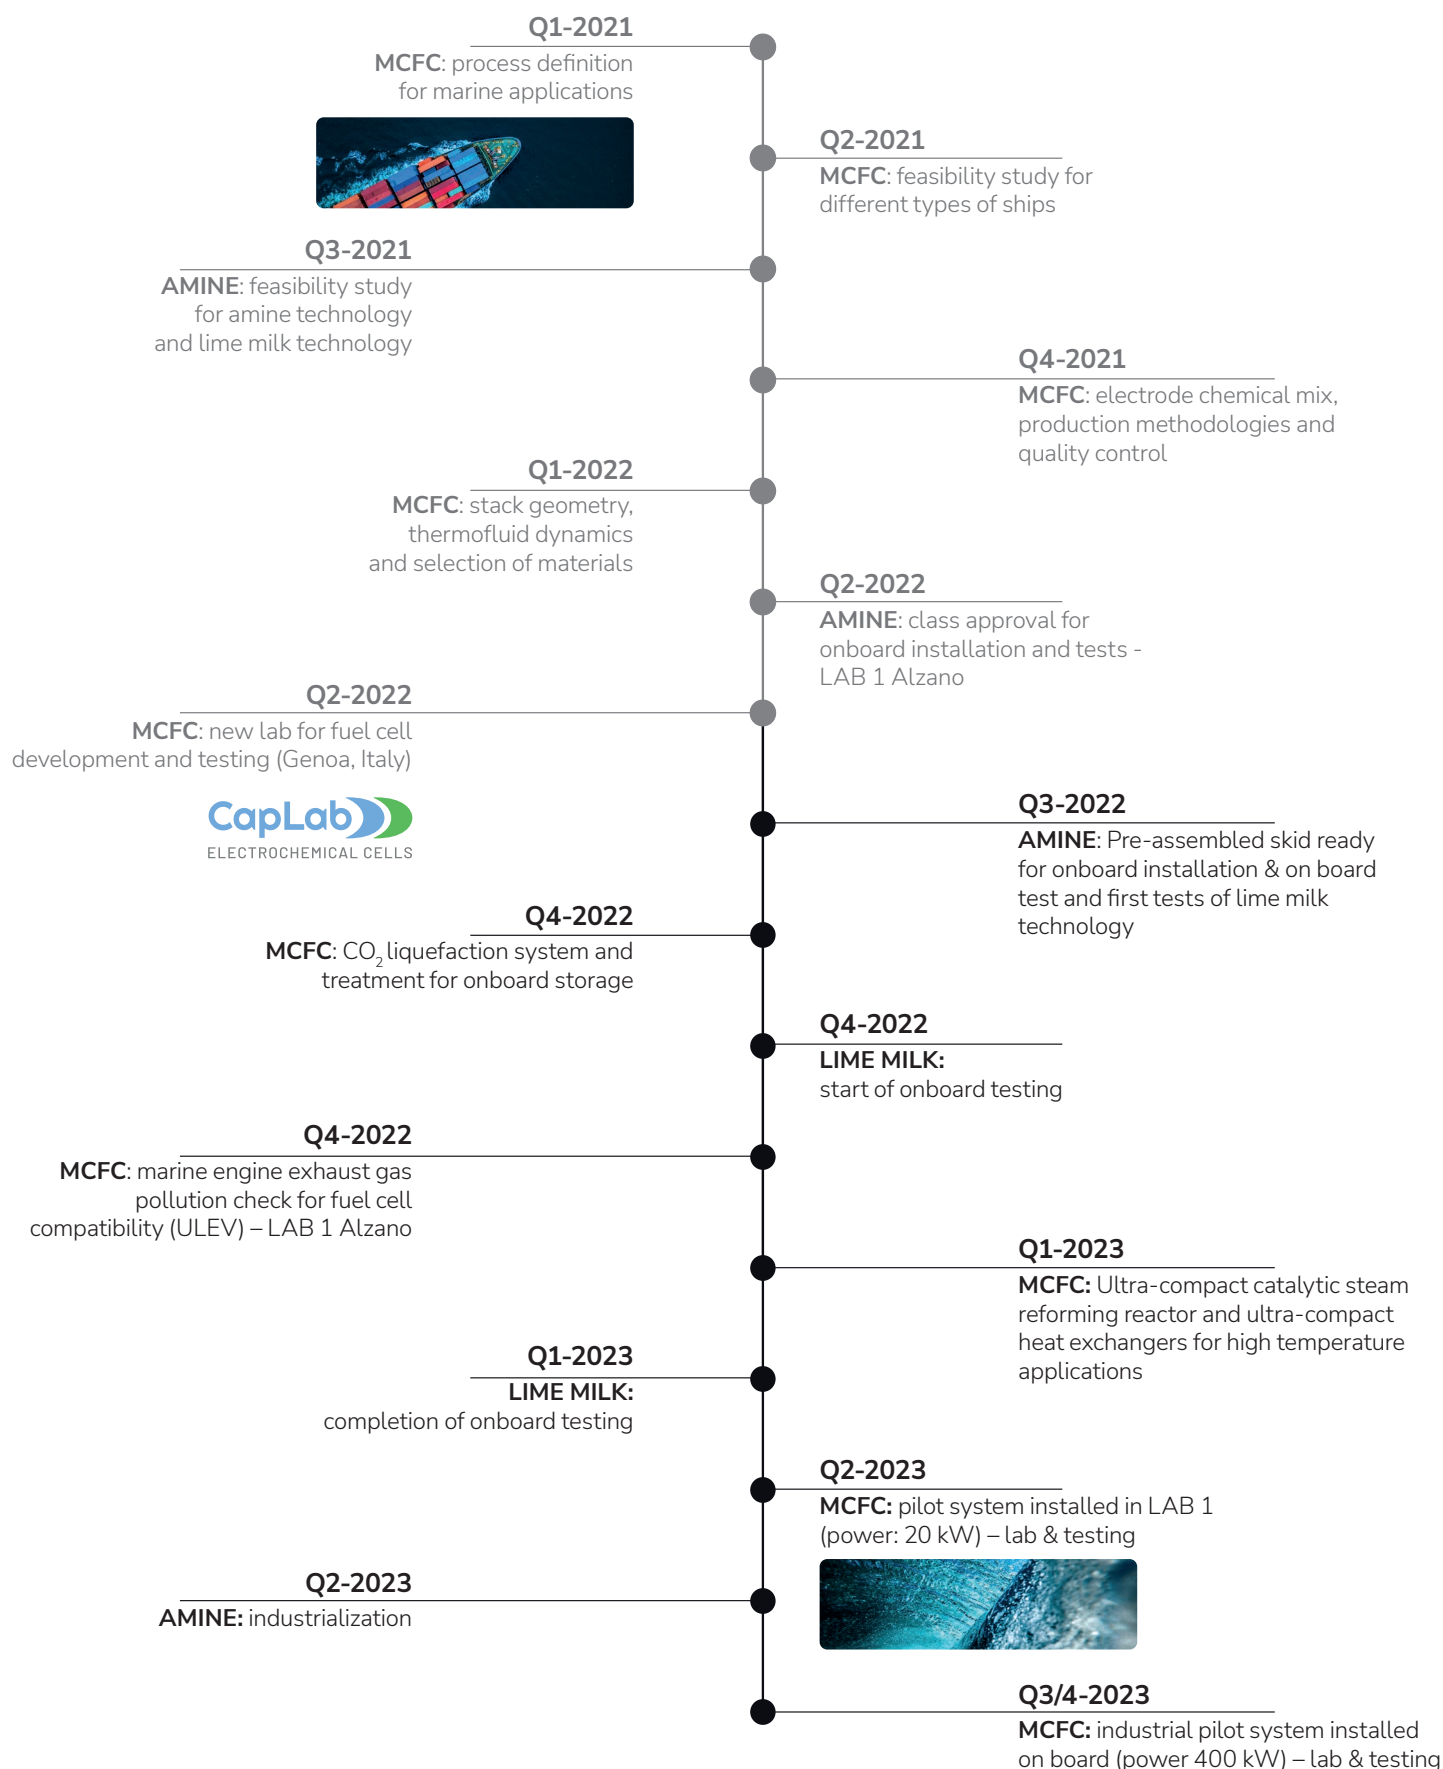 Q1-2021
MCFC: process definition
for marine applications
Q2-2021
MCFC: feasibility study for
different types of ships
Q3-2021
AMINE: feasibility study
for amine technology
and lime milk technology
Q4-2021
MCFC: electrode chemical mix,
production methodologies and
quality control
Q1-2022
MCFC: stack geometry,
thermofluid dynamics
and selection of materials
Q2-2022
AMINE: class approval for
onboard installation and tests -
LAB 1 Alzano
Q2-2022
MCFC: new lab for fuel cell
development and testing (Genoa, Italy)
CapLab
ELECTROCHEMICAL CELLS
Q3-2022
AMINE: Pre-assembled skid ready
for onboard installation & on board
test and first tests of lime milk
technology
Q4-2022
MCFC: CO₂ liquefaction system and
treatment for onboard storage
Q4-2022
LIME MILK:
start of onboard testing
Q4-2022
MCFC: marine engine exhaust gas
pollution check for fuel cell
compatibility (ULEV) – LAB 1 Alzano
Q1-2023
MCFC: Ultra-compact catalytic steam
reforming reactor and ultra-compact
heat exchangers for high temperature
applications
Q1-2023
LIME MILK:
completion of onboard testing
Q2-2023
MCFC: pilot system installed in LAB 1
(power: 20 kW) – lab & testing
Q2-2023
AMINE: industrialization
Q3/4-2023
MCFC: industrial pilot system installed
on board (power 400 kW) – lab & testing